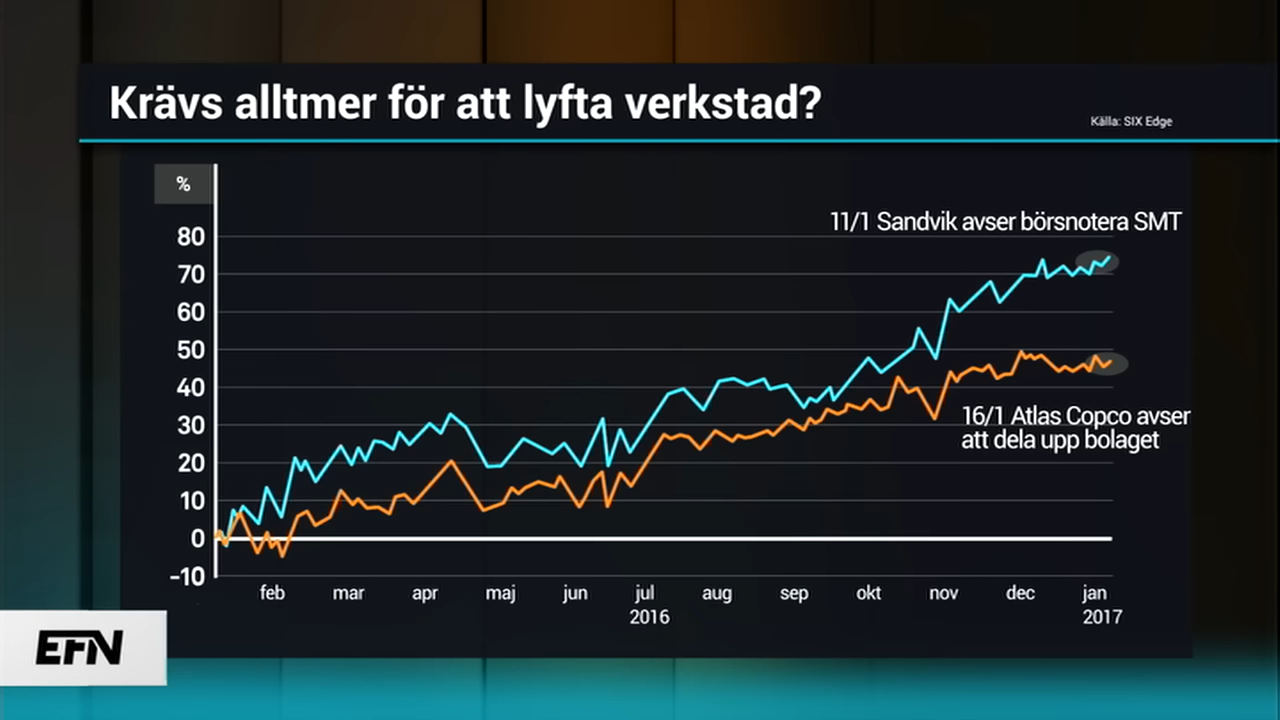 Krävs alltmer för att lyfta verkstad?
Källa: SIX Edge
%
11/1 Sandvik avser börsnotera SMT
80
70
60
50
40
30
20
10
0
-10
16/1 Atlas Copco avser
att dela upp bolaget
feb mar apr maj jun jul aug sep okt nov dec jan
2016 2017
EFN